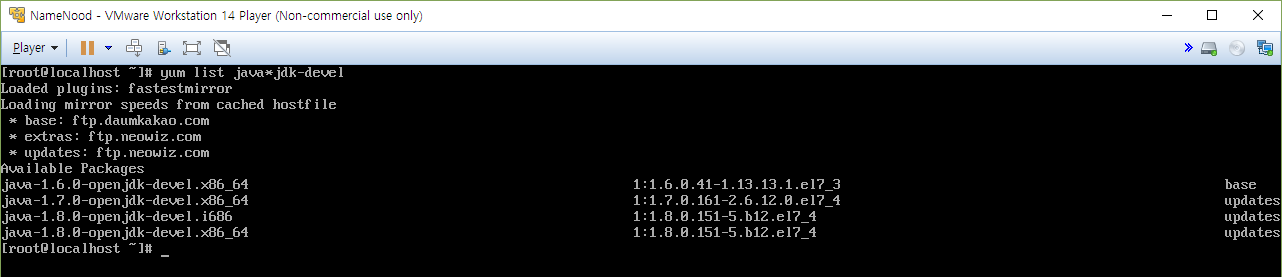 NameNood - VMware Workstation 14 Player (Non-commercial use only)
Player
[root@localhost ~]# yum list java*jdk-devel
Loaded plugins: fastestmirror
Loading mirror speeds from cached hostfile
* base: ftp.daumkakao.com
* extras: ftp.neowiz.com
* updates: ftp.neowiz.com
Available Packages
java-1.6.0-openjdk-devel.x86_64 1:1.6.0.41-1.13.13.1.el7_3 base
java-1.7.0-openjdk-devel.x86_64 1:1.7.0.161-2.6.12.0.el7_4 updates
java-1.8.0-openjdk-devel.i686 1:1.8.0.151-5.b12.el7_4 updates
java-1.8.0-openjdk-devel.x86_64 1:1.8.0.151-5.b12.el7_4 updates
[root@localhost ~]# _